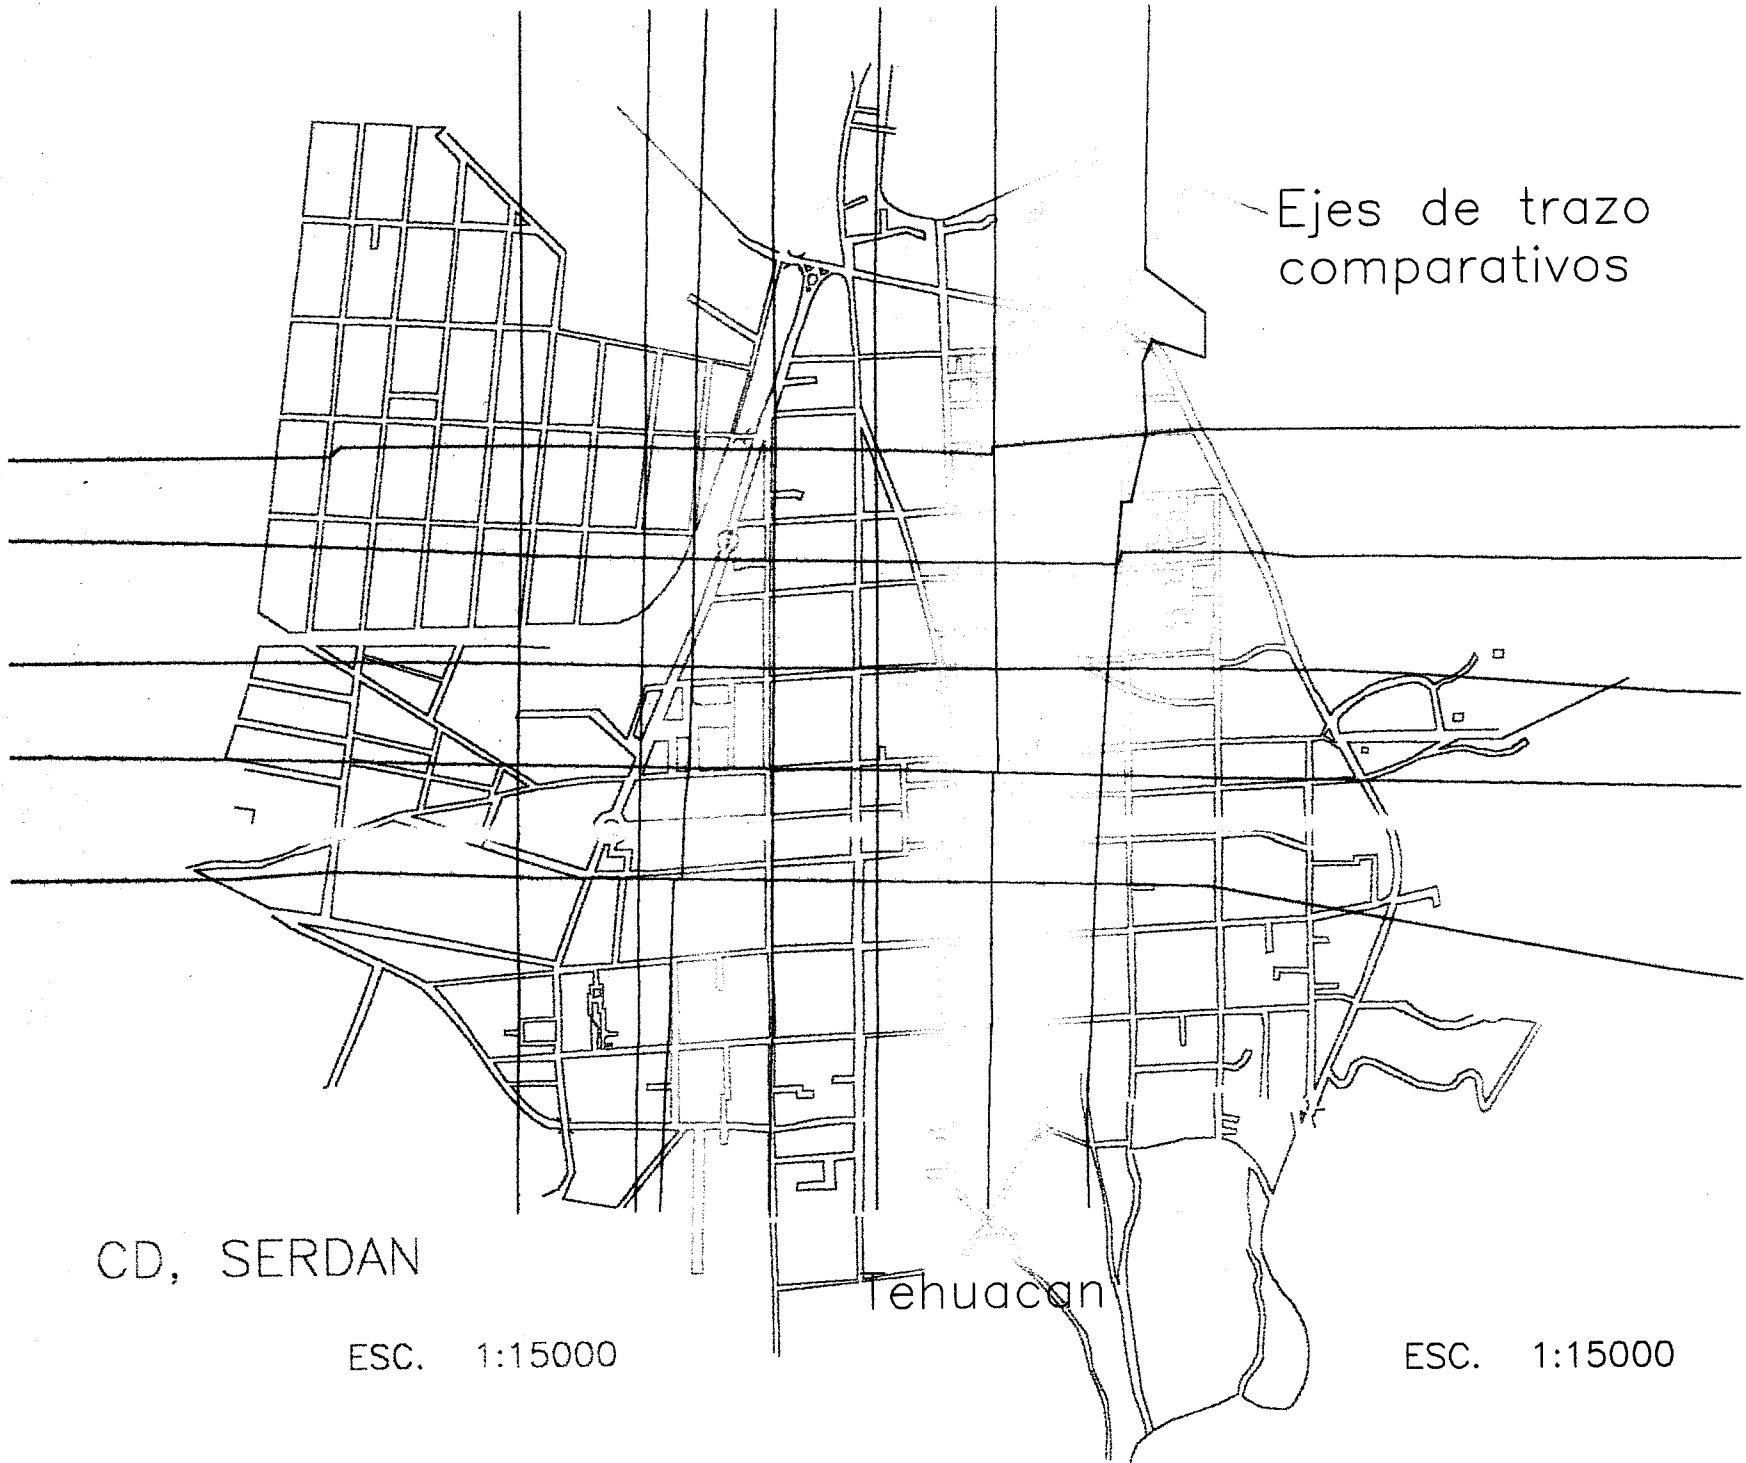 Ejes de trazo
comparativos
CD, SERDAN
Tehuacan
ESC. 1:15000
ESC. 1:15000